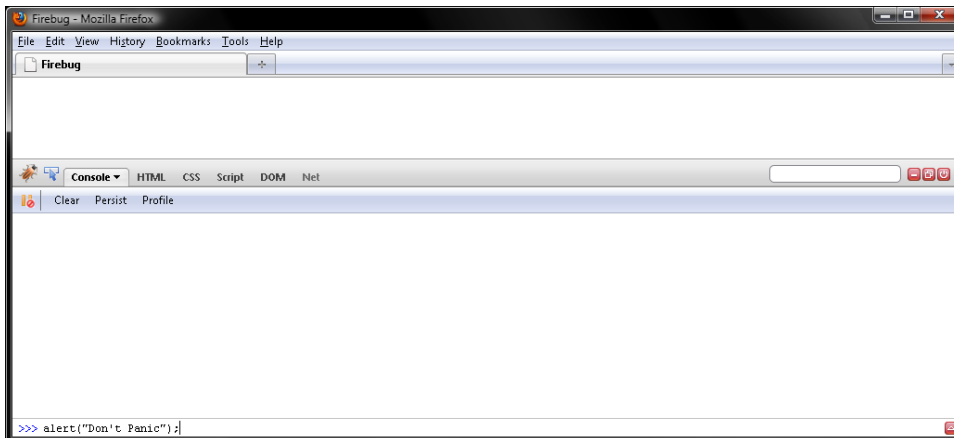 Firebug - Mozilla Firefox
File Edit View History Bookmarks Tools Help
Firebug
Console HTML CSS Script DOM Net
Clear Persist Profile
>>> alert("Don't Panic");